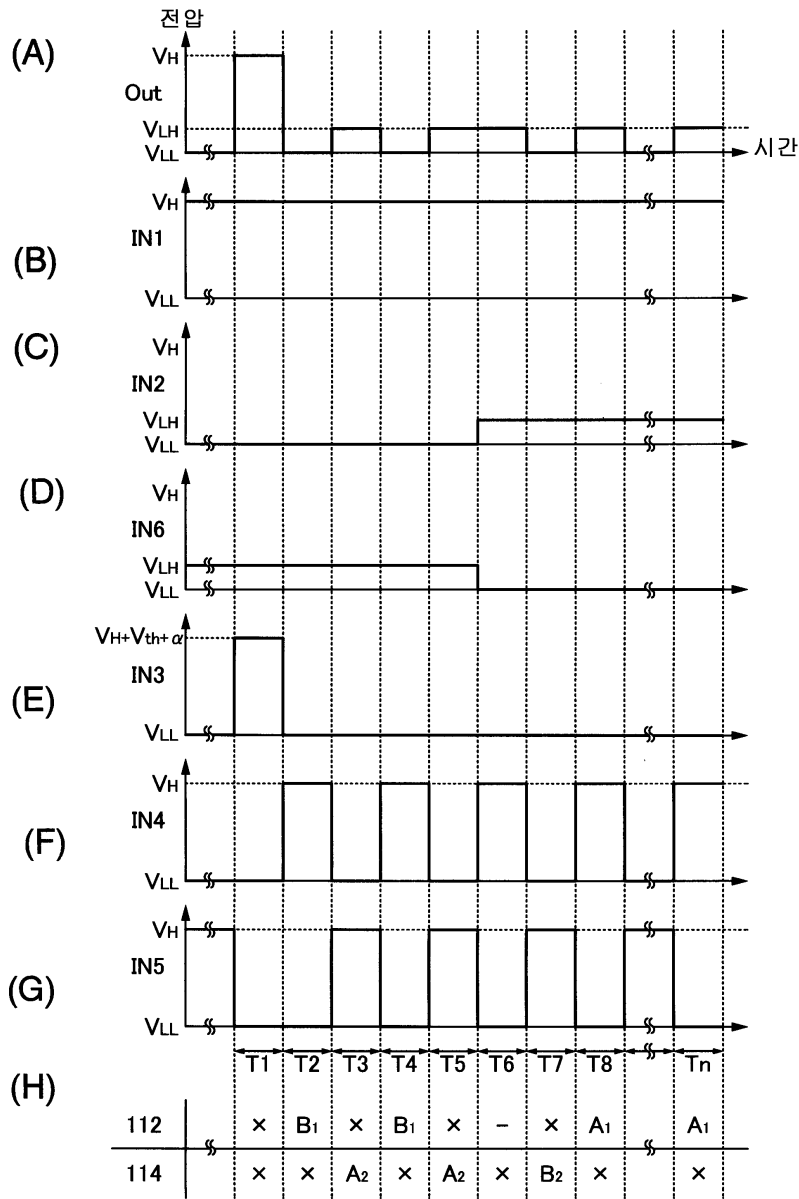 전압
(A)
VH
Out
VLH
VLL
시간
(B)
VH
IN1
VLL
(C)
VH
IN2
VLH
VLL
(D)
VH
IN6
VLH
VLL
(E)
VH+Vth+α
IN3
VLL
(F)
VH
IN4
VLL
(G)
VH
IN5
VLL
T1 T2 T3 T4 T5 T6 T7 T8 Tn
(H)
112 × B1 × B1 × − × A1 A1
114 × × A2 × A2 × B2 × ×